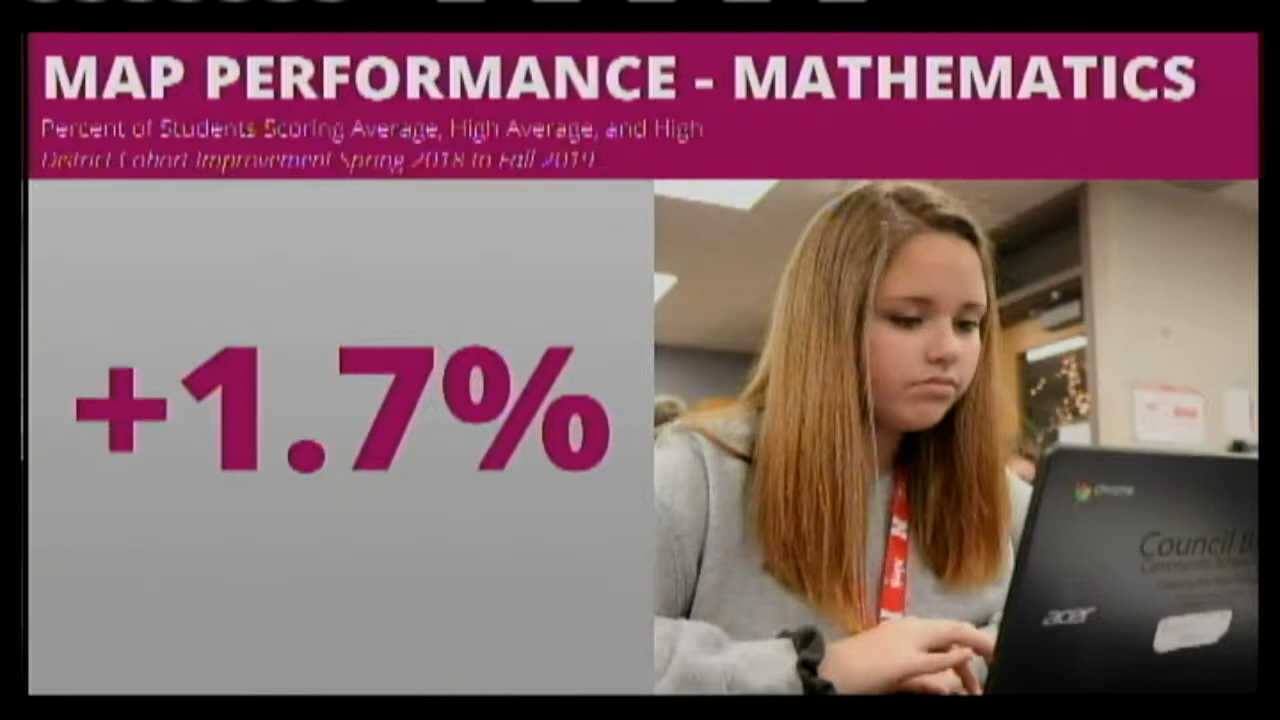 MAP PERFORMANCE - MATHEMATICS
Percent of Students Scoring Average, High Average, and High
District Cohort Improvement Spring 2018 to Fall 2019
+1.7%
chrome
Council B
Community
acer
N